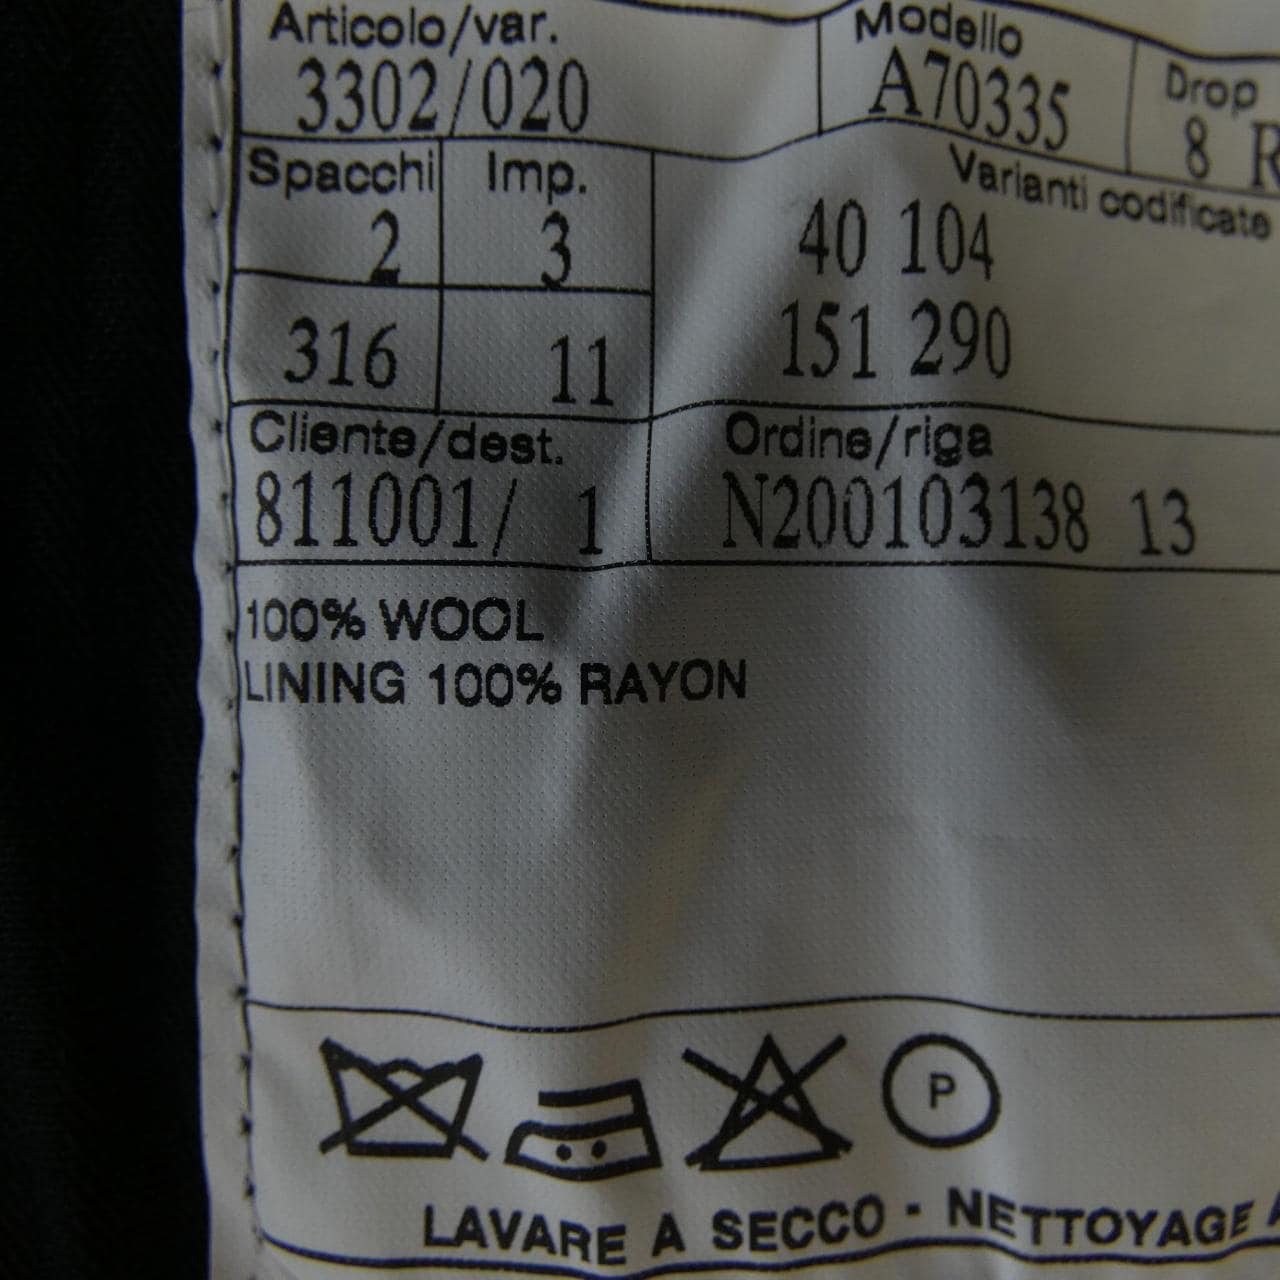 Articolo/var. Modello Drop
3302/020 A70335 8 R
Spacchi Imp. Varianti codificate
2 3 40 104
316 11 151 290
Cliente/dest. Ordine/riga
811001/ 1 N200103138 13
100% WOOL
LINING 100% RAYON
P
LAVARE A SECCO - NETTOYAGE A